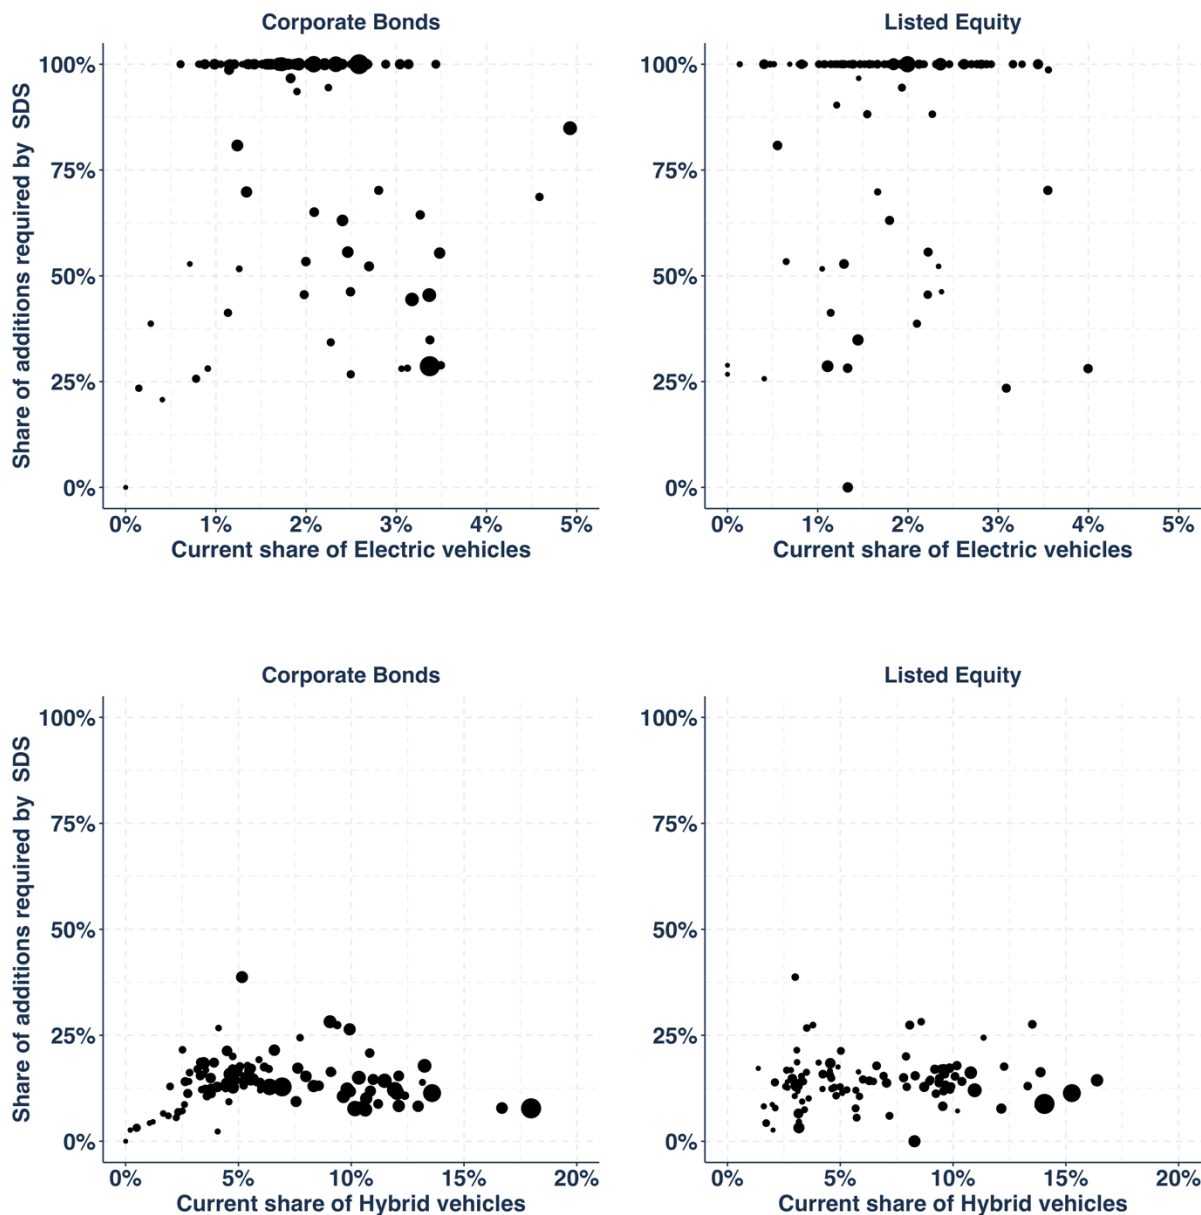 Corporate Bonds
Listed Equity
Share of additions required by  SDS
100%
75%
50%
25%
0%
0% 1% 2% 3% 4% 5%
Current share of Electric vehicles
100%
75%
50%
25%
0%
0% 1% 2% 3% 4% 5%
Current share of Electric vehicles
Corporate Bonds
Listed Equity
Share of additions required by  SDS
100%
75%
50%
25%
0%
0% 5% 10% 15% 20%
Current share of Hybrid vehicles
100%
75%
50%
25%
0%
0% 5% 10% 15% 20%
Current share of Hybrid vehicles